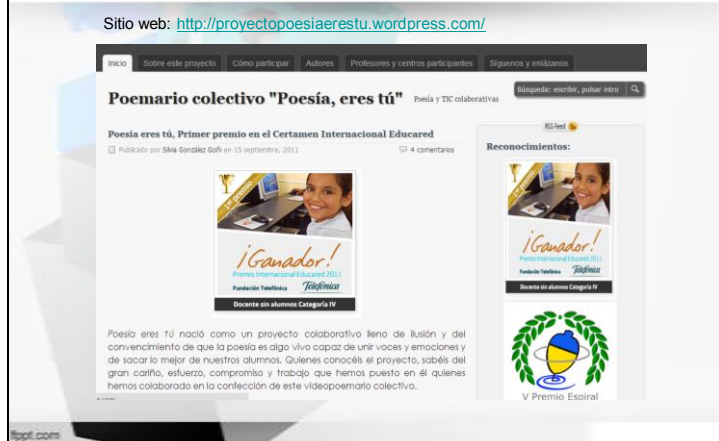 Sitio web: http://proyectopoesiaerestu.wordpress.com/
Inicio Sobre este proyecto Cómo participar Autores Profesores y centros participantes Síguenos y enlázanos
Búsqueda: escribir, pulsar intro
Poemario colectivo "Poesía, eres tú" Poesía y TIC colaborativas
RSS Feed
Poesía eres tú, Primer premio en el Certamen Internacional Educared
Publicado por Silva González Goñi en 15 septiembre, 2011 4 comentarios
1er premio
¡Ganador!
Premio Internacional Educared 2011
Fundación Telefónica Telefónica
Docente sin alumnos Categoría IV
Poesía eres tú nació como un proyecto colaborativo lleno de ilusión y del
convencimiento de que la poesía es algo vivo capaz de unir voces y emociones y
de sacar lo mejor de nuestros alumnos. Quienes conocéis el proyecto, sabéis del
gran cariño, esfuerzo, compromiso y trabajo que hemos puesto en él quienes
hemos colaborado en la confección de este videopoemario colectivo.
Reconocimientos:
1er premio
¡Ganador!
Premio Internacional Educared 2011
Fundación Telefónica Telefónica
Docente sin alumnos Categoría IV
V Premio Espiral
fppt.com